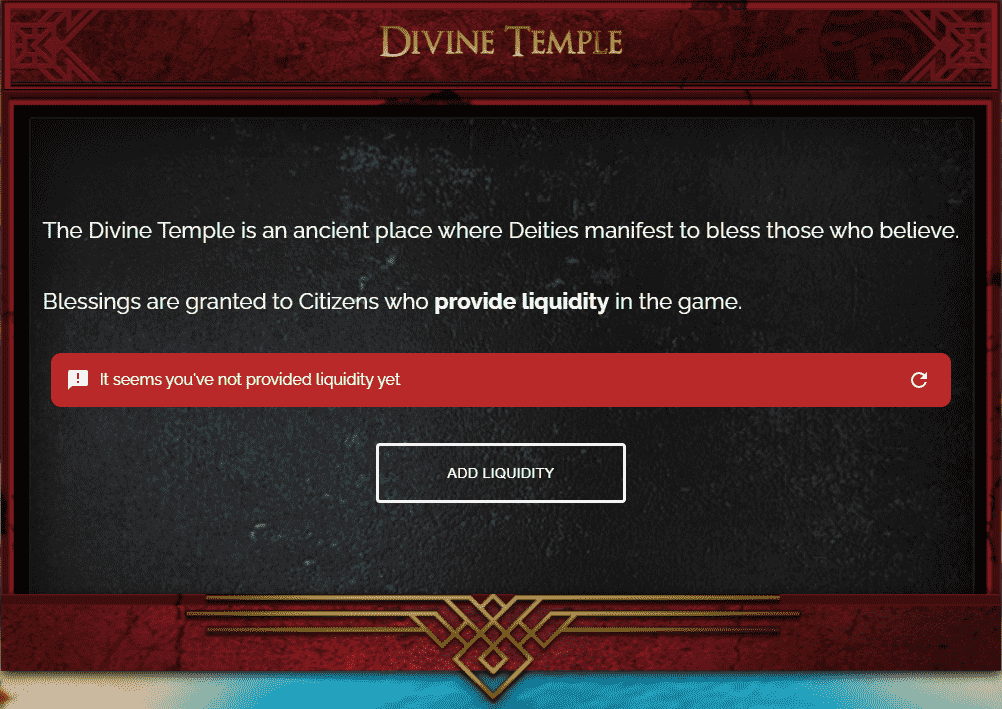 Divine Temple
The Divine Temple is an ancient place where Deities manifest to bless those who believe.
Blessings are granted to Citizens who provide liquidity in the game.
It seems you've not provided liquidity yet
ADD LIQUIDITY